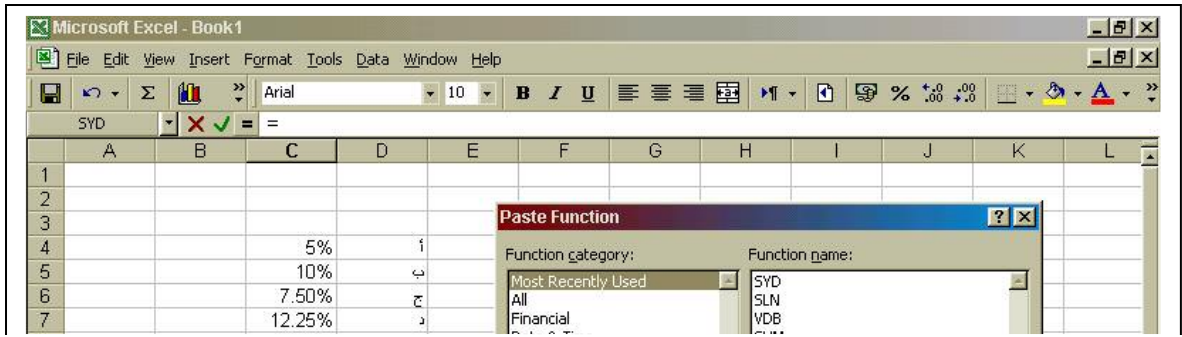 Microsoft Excel - Book1
File Edit View Insert Format Tools Data Window Help
Arial 10 B I U % .00 .00 A
SYD = =
A B C D E F G H I J K L
1
2
3
4 5% أ
5 10% ب
6 7.50% ج
7 12.25% د
Paste Function
Function category: Function name:
Most Recently Used SYD
All SLN
Financial VDB